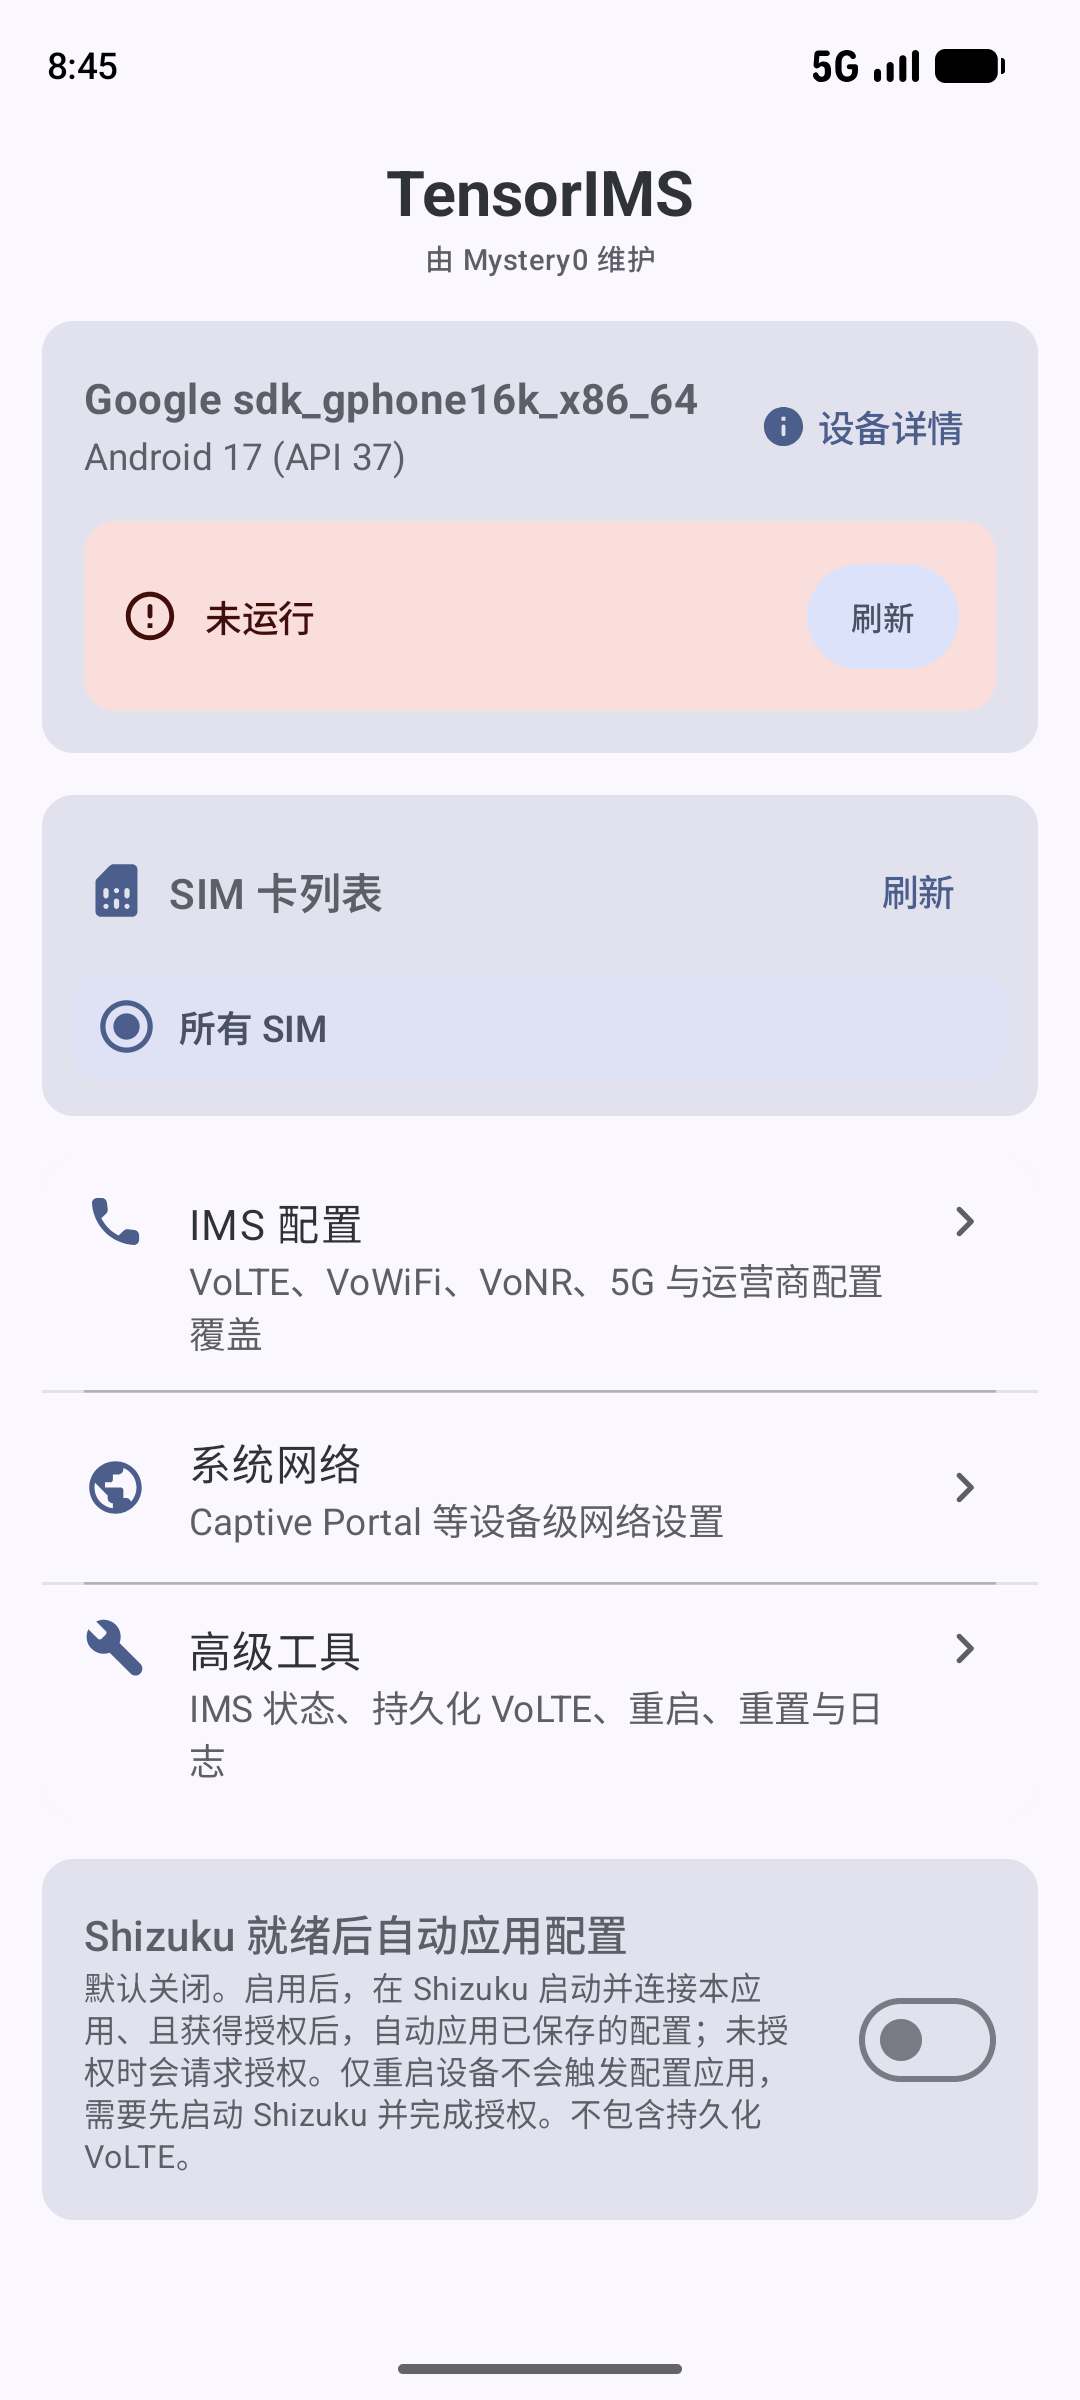 8:45
5G
TensorIMS
由 Mystery0 维护
Google sdk_gphone16k_x86_64
Android 17 (API 37)
设备详情
未运行
刷新
SIM 卡列表
刷新
所有 SIM
IMS 配置
VoLTE、VoWiFi、VoNR、5G 与运营商配置
覆盖
系统网络
Captive Portal 等设备级网络设置
高级工具
IMS 状态、持久化 VoLTE、重启、重置与日
志
Shizuku 就绪后自动应用配置
默认关闭。启用后，在 Shizuku 启动并连接本应
用、且获得授权后，自动应用已保存的配置；未授
权时会请求授权。仅重启设备不会触发配置应用，
需要先启动 Shizuku 并完成授权。不包含持久化
VoLTE。